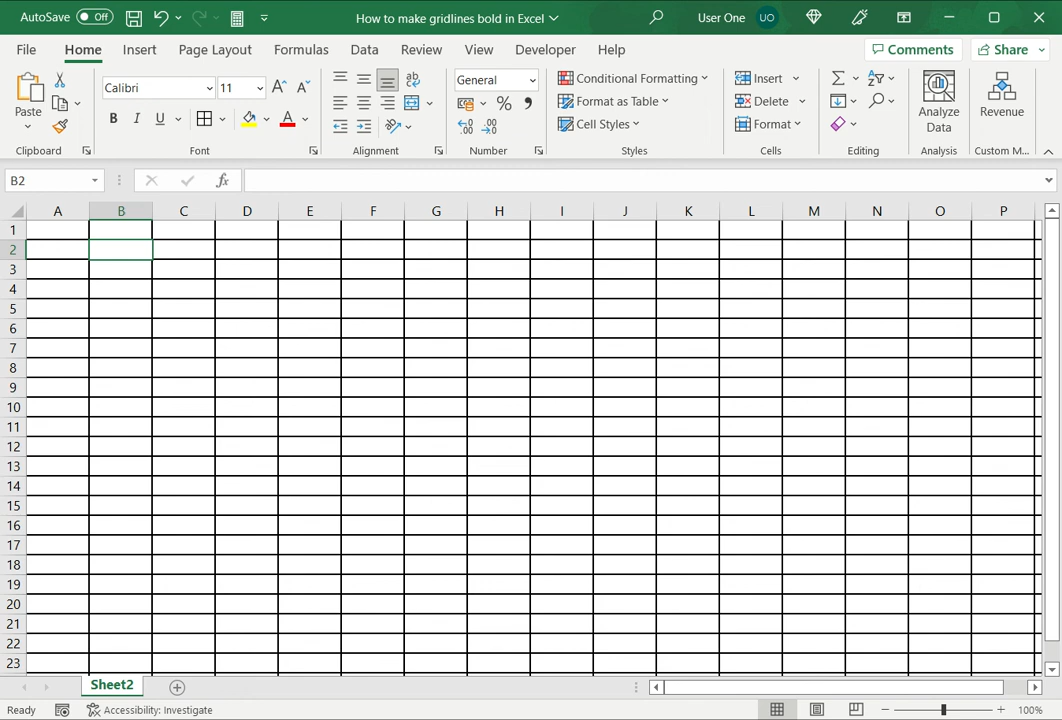 AutoSave Off How to make gridlines bold in Excel User One UO
File Home Insert Page Layout Formulas Data Review View Developer Help Comments Share
Paste Calibri 11 A A ab General Conditional Formatting Insert Σ Analyze Data Revenue
B I U A % Format as Table Delete
Cell Styles Format
Clipboard Font Alignment Number Styles Cells Editing Analysis Custom M...
B2 fx
A B C D E F G H I J K L M N O P
1
2
3
4
5
6
7
8
9
10
11
12
13
14
15
16
17
18
19
20
21
22
23
Sheet2
Ready Accessibility: Investigate 100%